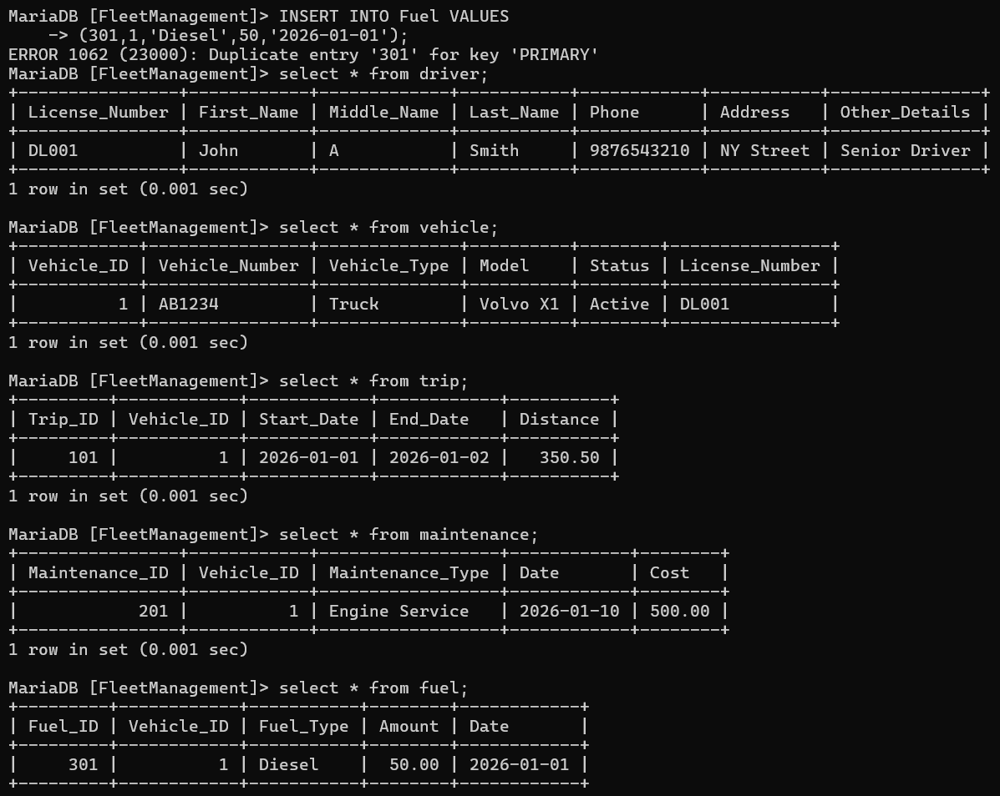 MariaDB [FleetManagement]> INSERT INTO Fuel VALUES
    -> (301,1,'Diesel',50,'2026-01-01');
ERROR 1062 (23000): Duplicate entry '301' for key 'PRIMARY'
MariaDB [FleetManagement]> select * from driver;
+----------------+------------+-------------+-----------+------------+-----------+---------------+
| License_Number | First_Name | Middle_Name | Last_Name | Phone      | Address   | Other_Details |
+----------------+------------+-------------+-----------+------------+-----------+---------------+
| DL001          | John       | A           | Smith     | 9876543210 | NY Street | Senior Driver |
+----------------+------------+-------------+-----------+------------+-----------+---------------+
1 row in set (0.001 sec)

MariaDB [FleetManagement]> select * from vehicle;
+------------+----------------+--------------+----------+--------+----------------+
| Vehicle_ID | Vehicle_Number | Vehicle_Type | Model    | Status | License_Number |
+------------+----------------+--------------+----------+--------+----------------+
|          1 | AB1234         | Truck        | Volvo X1 | Active | DL001          |
+------------+----------------+--------------+----------+--------+----------------+
1 row in set (0.001 sec)

MariaDB [FleetManagement]> select * from trip;
+---------+------------+------------+------------+----------+
| Trip_ID | Vehicle_ID | Start_Date | End_Date   | Distance |
+---------+------------+------------+------------+----------+
|     101 |          1 | 2026-01-01 | 2026-01-02 |   350.50 |
+---------+------------+------------+------------+----------+
1 row in set (0.001 sec)

MariaDB [FleetManagement]> select * from maintenance;
+----------------+------------+------------------+------------+--------+
| Maintenance_ID | Vehicle_ID | Maintenance_Type | Date       | Cost   |
+----------------+------------+------------------+------------+--------+
|            201 |          1 | Engine Service   | 2026-01-10 | 500.00 |
+----------------+------------+------------------+------------+--------+
1 row in set (0.001 sec)

MariaDB [FleetManagement]> select * from fuel;
+---------+------------+-----------+--------+------------+
| Fuel_ID | Vehicle_ID | Fuel_Type | Amount | Date       |
+---------+------------+-----------+--------+------------+
|     301 |          1 | Diesel    |  50.00 | 2026-01-01 |
+---------+------------+-----------+--------+------------+